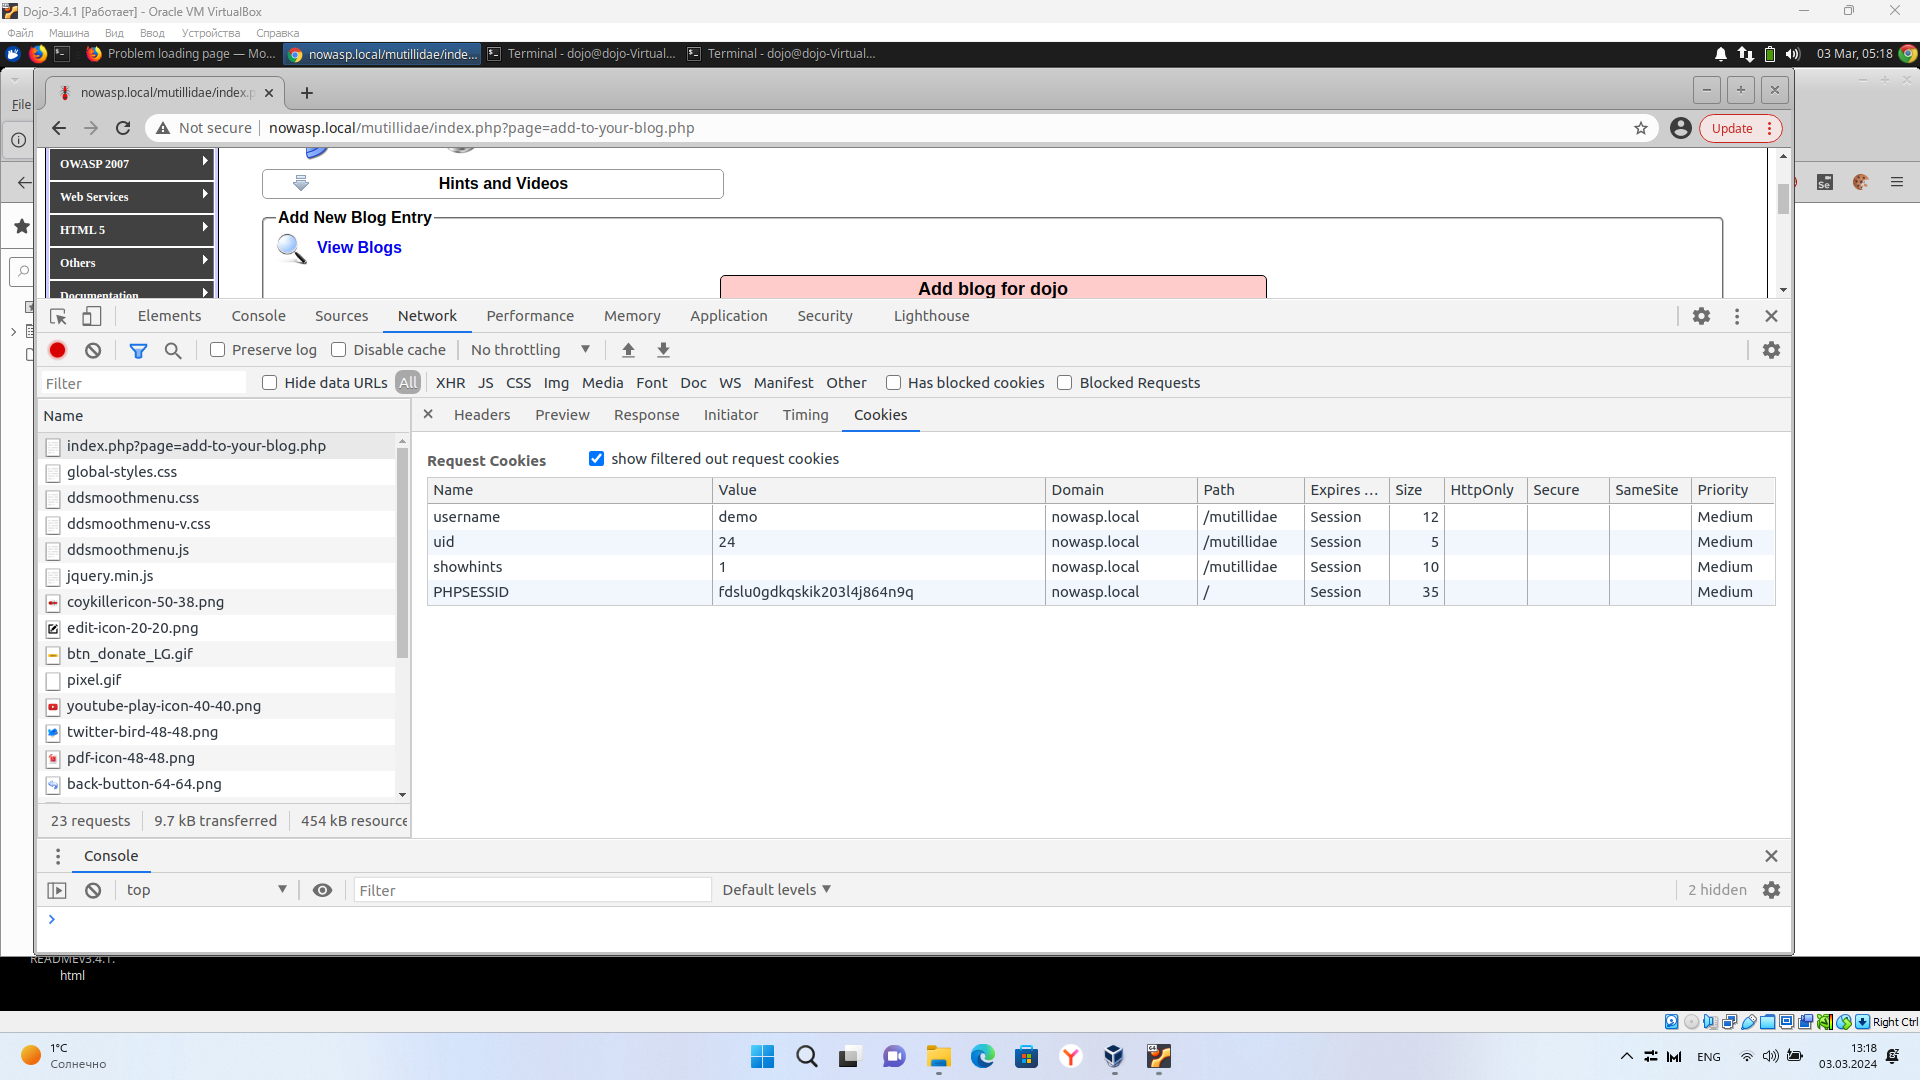 Dojo-3.4.1 [Работает] - Oracle VM VirtualBox
Файл Машина Вид Ввод Устройства Справка
Problem loading page — Mo...
nowasp.local/mutillidae/inde...
Terminal - dojo@dojo-Virtual...
Terminal - dojo@dojo-Virtual...
03 Mar, 05:18
File
nowasp.local/mutillidae/index.p
Not secure
nowasp.local/mutillidae/index.php?page=add-to-your-blog.php
Update
OWASP 2007
Web Services
HTML 5
Others
Documentation
Hints and Videos
Add New Blog Entry
View Blogs
Add blog for dojo
Se
Elements Console Sources Network Performance Memory Application Security Lighthouse
Preserve log Disable cache No throttling
Filter Hide data URLs All XHR JS CSS Img Media Font Doc WS Manifest Other Has blocked cookies Blocked Requests
Name
Headers Preview Response Initiator Timing Cookies
index.php?page=add-to-your-blog.php
global-styles.css
ddsmoothmenu.css
ddsmoothmenu-v.css
ddsmoothmenu.js
jquery.min.js
coykillericon-50-38.png
edit-icon-20-20.png
btn_donate_LG.gif
pixel.gif
youtube-play-icon-40-40.png
twitter-bird-48-48.png
pdf-icon-48-48.png
back-button-64-64.png
23 requests 9.7 kB transferred 454 kB resource
Request Cookies show filtered out request cookies
Name Value Domain Path Expires ... Size HttpOnly Secure SameSite Priority
username demo nowasp.local /mutillidae Session 12 Medium
uid 24 nowasp.local /mutillidae Session 5 Medium
showhints 1 nowasp.local /mutillidae Session 10 Medium
PHPSESSID fdslu0gdkqskik203l4j864n9q nowasp.local / Session 35 Medium
Console
top Filter Default levels 2 hidden
READMEv3.4.1.
html
Right Ctrl
1°C
Солнечно
ENG
13:18
03.03.2024